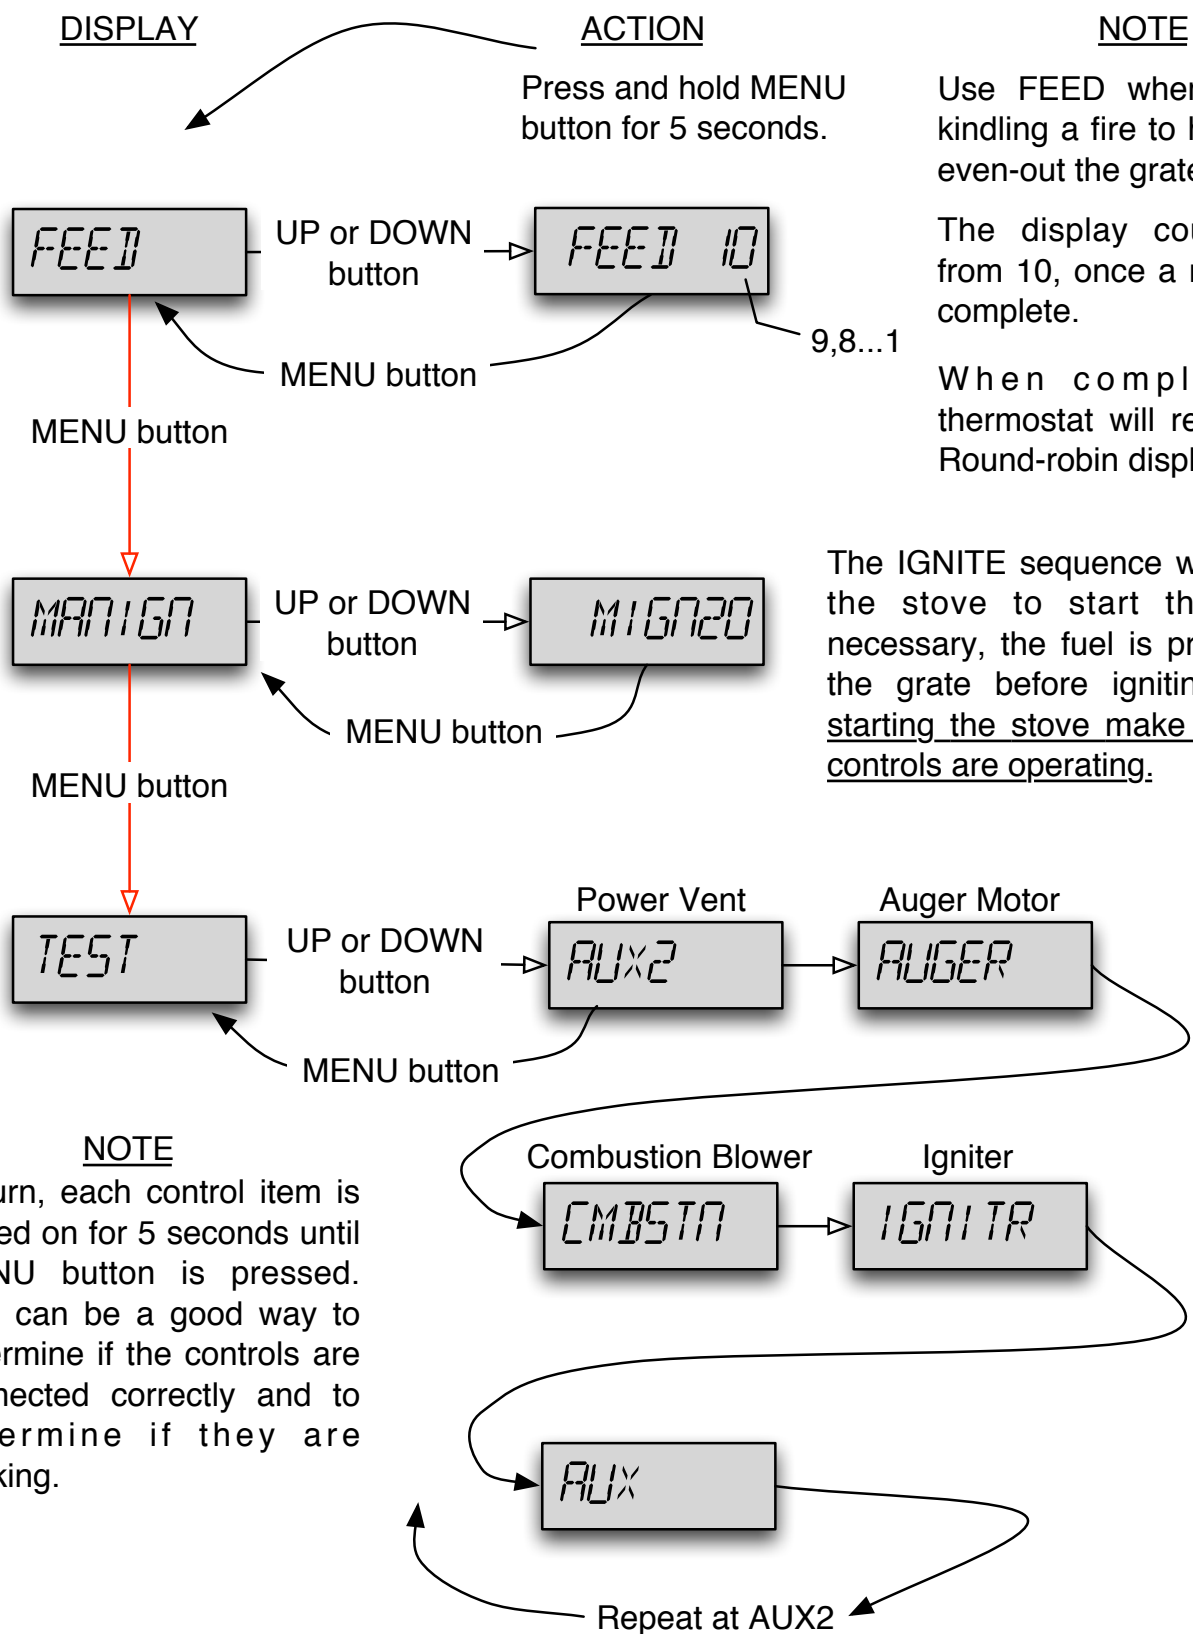 DISPLAY
ACTION
NOTE
Press and hold MENU
button for 5 seconds.
Use FEED when
kindling a fire to
even-out the grate
The display
from 10, once a
complete.
When
thermostat will
Round-robin
FEED
UP or DOWN
button
FEED 10
9,8...1
MENU button
MENU button
MANIGN
UP or DOWN
button
MIGN20
MENU button
The IGNITE sequence
the stove to start
necessary, the fuel is
the grate before
starting the stove make
controls are operating.
MENU button
TEST
UP or DOWN
button
Power Vent
AUX2
Auger Motor
AUGER
MENU button
Combustion Blower
CMBSTN
Igniter
IGNITR
NOTE
each control item is
on for 5 seconds until
button is pressed.
can be a good way to
if the controls are
correctly and to
if they are
AUX
Repeat at AUX2